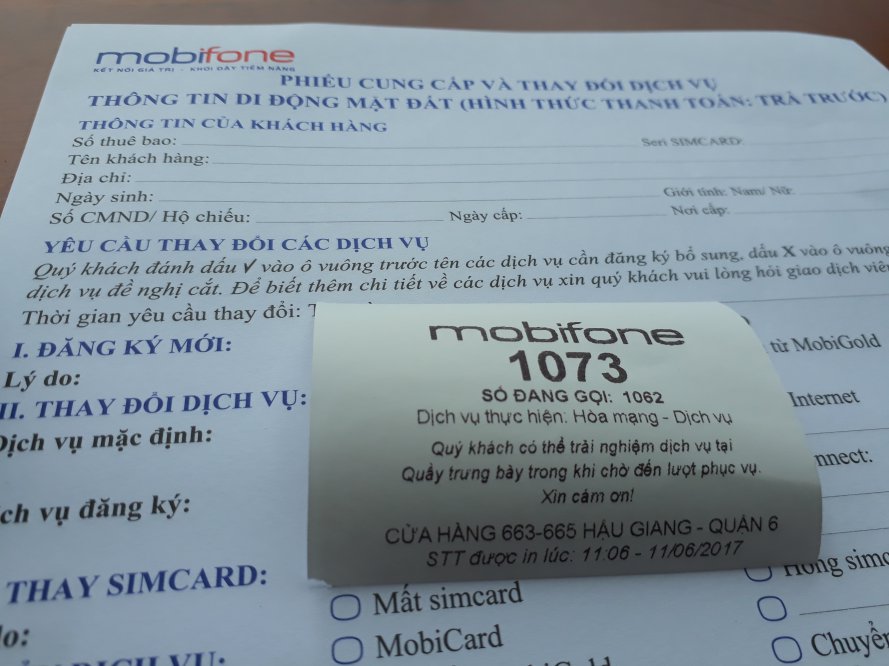 mobifone
KẾT NỐI GIÁ TRỊ - KHƠI DẬY TIỀM NĂNG
PHIẾU CUNG CẤP VÀ THAY ĐỔI DỊCH VỤ
THÔNG TIN DI ĐỘNG MẶT ĐẤT (HÌNH THỨC THANH TOÁN: TRẢ TRƯỚC)
THÔNG TIN CỦA KHÁCH HÀNG
Số thuê bao: Seri SIMCARD:
Tên khách hàng:
Địa chỉ:
Ngày sinh: Giới tính: Nam/ Nữ:
Số CMND/ Hộ chiếu: Ngày cấp: Nơi cấp:
YÊU CẦU THAY ĐỔI CÁC DỊCH VỤ
Quý khách đánh dấu V vào ô vuông trước tên các dịch vụ cần đăng ký bổ sung, dấu X vào ô vuông
dịch vụ đề nghị cắt. Để biết thêm chi tiết về các dịch vụ xin quý khách vui lòng hỏi giao dịch viên
Thời gian yêu cầu thay đổi:
I. ĐĂNG KÝ MỚI: từ MobiGold
Lý do:
II. THAY ĐỔI DỊCH VỤ: Internet
Dịch vụ mặc định:
nnect:
ch vụ đăng ký:
THAY SIMCARD:
Mất simcard
Hỏng simc
do:
MobiCard
Chuyển
mobifone
1073
SỐ ĐANG GỌI: 1062
Dịch vụ thực hiện: Hòa mạng - Dịch vụ
Quý khách có thể trải nghiệm dịch vụ tại
Quầy trưng bày trong khi chờ đến lượt phục vụ.
Xin cám ơn!
CỬA HÀNG 663-665 HẬU GIANG - QUẬN 6
STT được in lúc: 11:06 - 11/06/2017